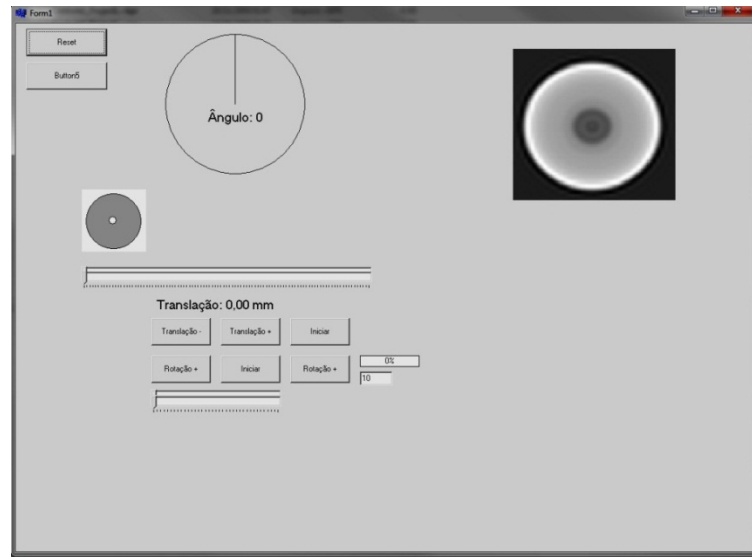 Form1
Reset
Button5
Ângulo: 0
Translação: 0,00 mm
Translação -
Translação +
Iniciar
Rotação +
Iniciar
Rotação +
0%
10